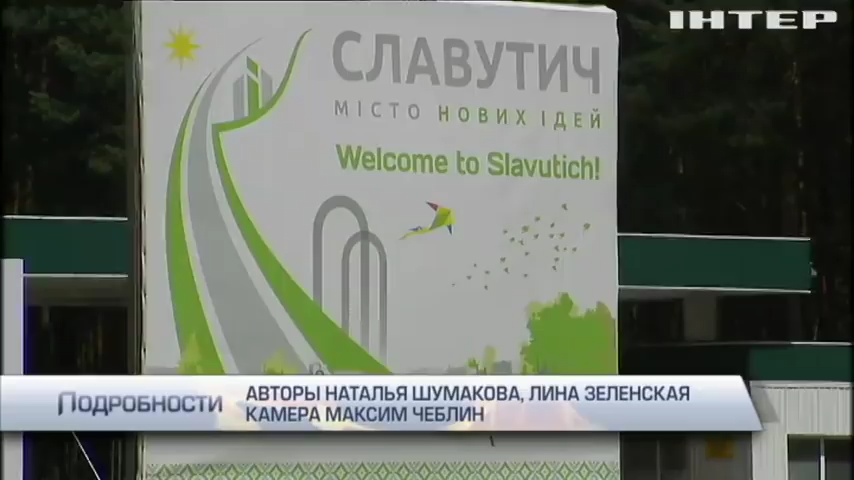 ІНТЕР
СЛАВУТИЧ
МІСТО НОВИХ ІДЕЙ
Welcome to Slavutich!
ПОДРОБНОСТИ
АВТОРЫ НАТАЛЬЯ ШУМАКОВА, ЛИНА ЗЕЛЕНСКАЯ
КАМЕРА МАКСИМ ЧЕБЛИН